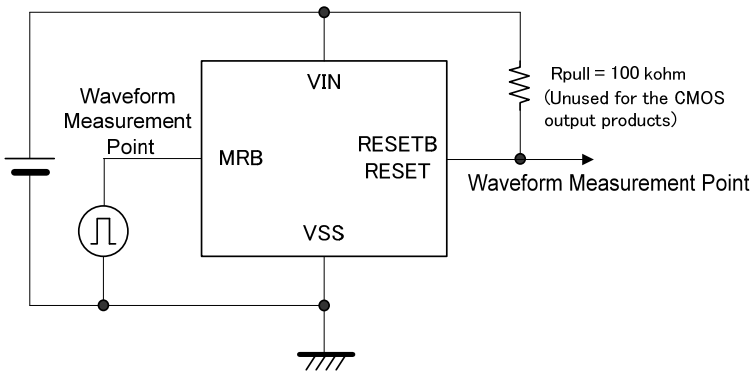 VIN
Rpull = 100 kohm
(Unused for the CMOS
output products)
Waveform
Measurement
Point
MRB
RESETB
RESET
Waveform Measurement Point
VSS